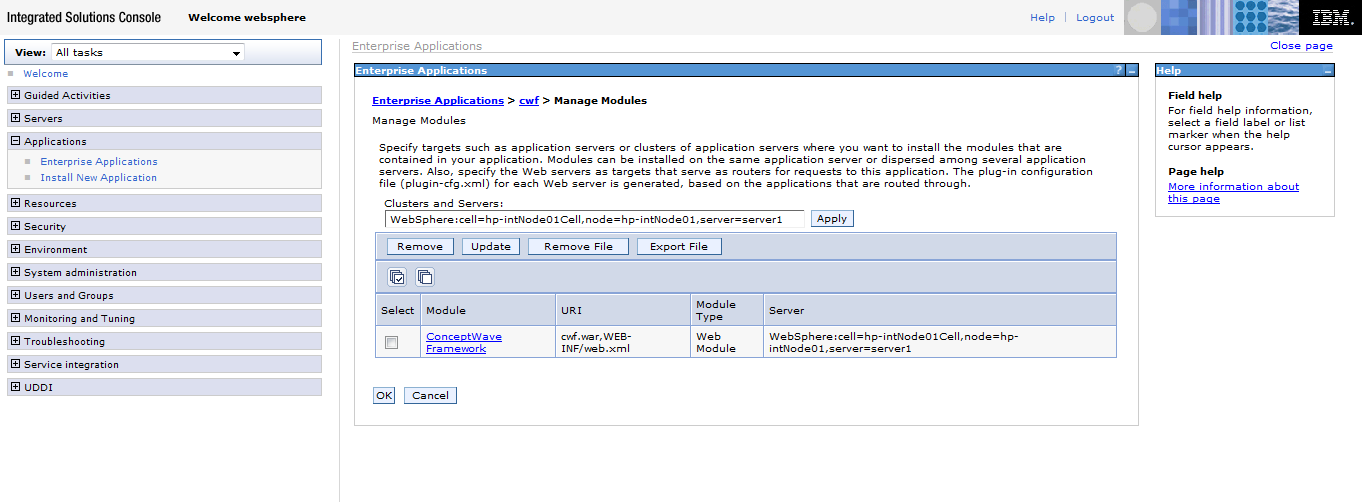 Integrated Solutions Console
Welcome websphere
Help
Logout
IBM.
View:
All tasks
Welcome
Guided Activities
Servers
Applications
Enterprise Applications
Install New Application
Resources
Security
Environment
System administration
Users and Groups
Monitoring and Tuning
Troubleshooting
Service integration
UDDI
Enterprise Applications
Close page
Enterprise Applications
?
Enterprise Applications > cwf > Manage Modules
Manage Modules
Specify targets such as application servers or clusters of application servers where you want to install the modules that are
contained in your application. Modules can be installed on the same application server or dispersed among several application
servers. Also, specify the Web servers as targets that serve as routers for requests to this application. The plug-in configuration
file (plugin-cfg.xml) for each Web server is generated, based on the applications that are routed through.
Clusters and Servers:
WebSphere:cell=hp-intNode01Cell,node=hp-intNode01,server=server1
Apply
Remove
Update
Remove File
Export File
Select
Module
URI
Module
Type
Server
ConceptWave
Framework
cwf.war,WEB-
INF/web.xml
Web
Module
WebSphere:cell=hp-intNode01Cell,node=hp-
intNode01,server=server1
OK
Cancel
Help
Field help
For field help information,
select a field label or list
marker when the help
cursor appears.
Page help
More information about
this page